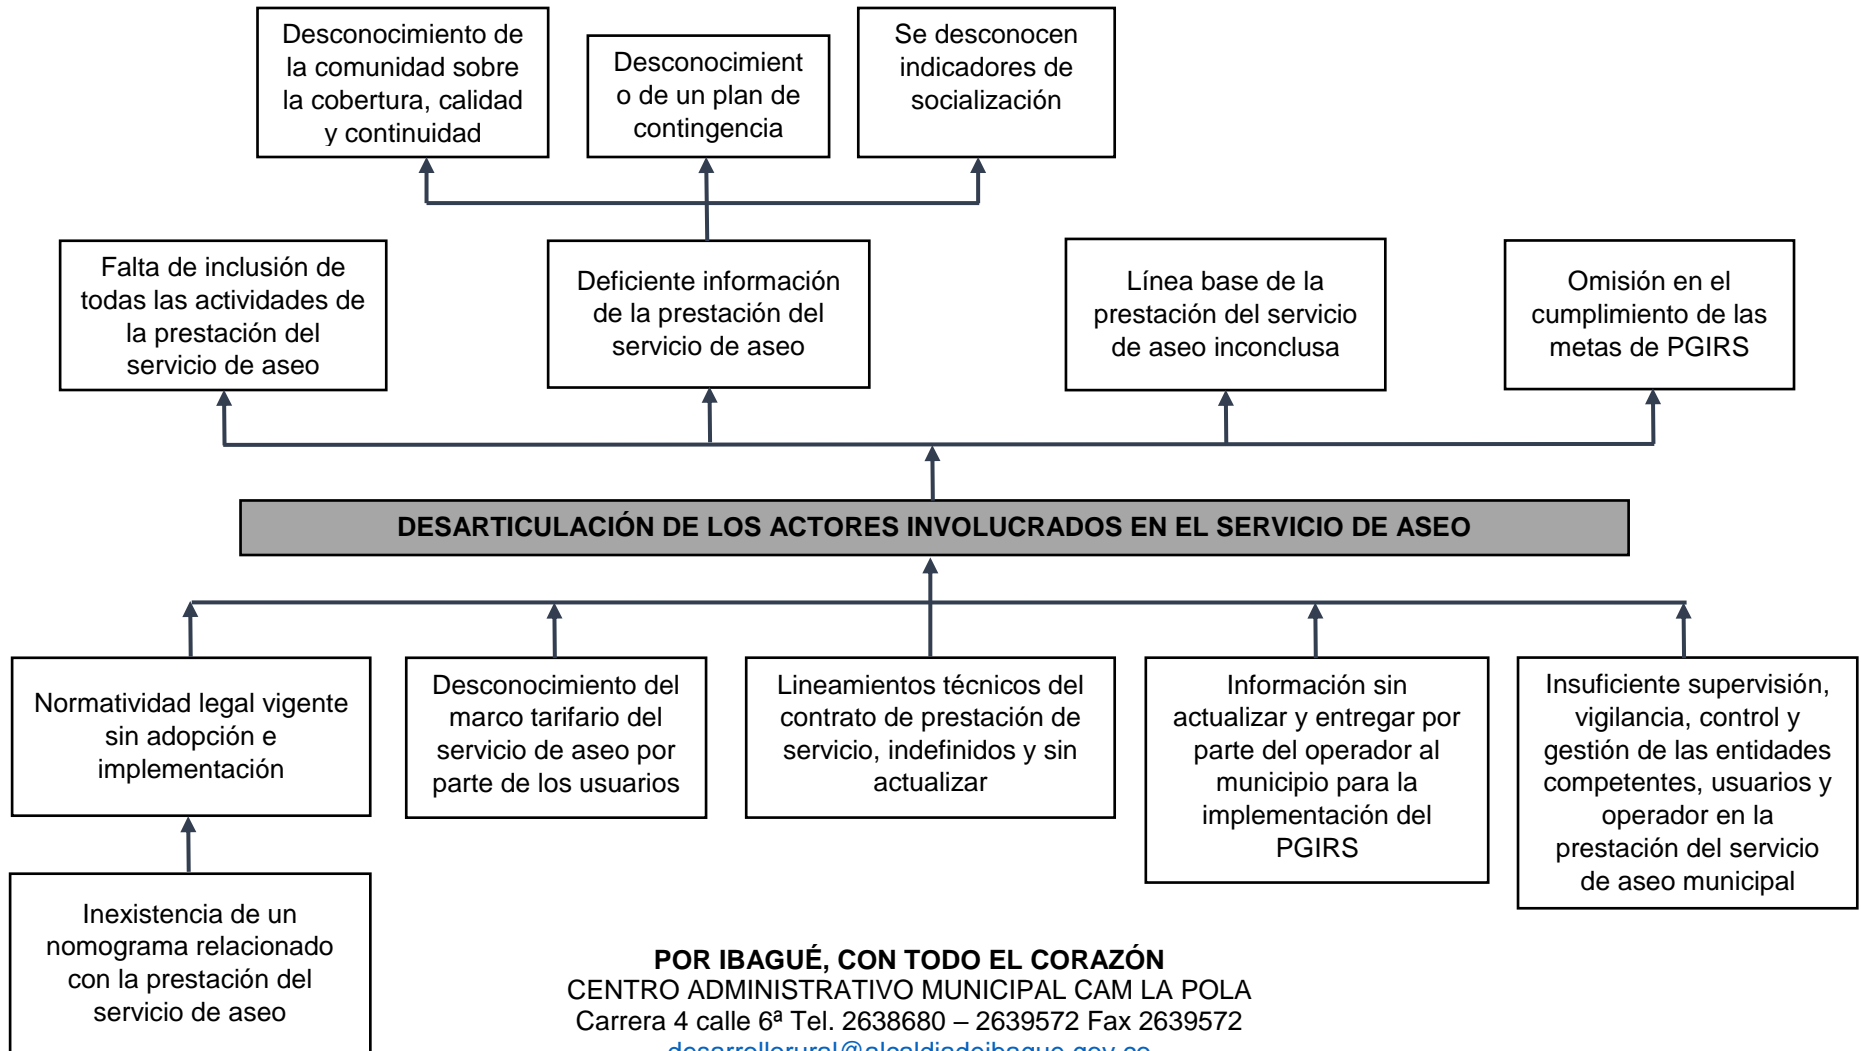 Desconocimiento de
la comunidad sobre
la cobertura, calidad
y continuidad
Desconocimient
o de un plan de
contingencia
Se desconocen
indicadores de
socialización
Falta de inclusión de
todas las actividades de
la prestación del
servicio de aseo
Deficiente información
de la prestación del
servicio de aseo
Línea base de la
prestación del servicio
de aseo inconclusa
Omisión en el
cumplimiento de las
metas de PGIRS
DESARTICULACIÓN DE LOS ACTORES INVOLUCRADOS EN EL SERVICIO DE ASEO
Normatividad legal vigente
sin adopción e
implementación
Desconocimiento del
marco tarifario del
servicio de aseo por
parte de los usuarios
Lineamientos técnicos del
contrato de prestación de
servicio, indefinidos y sin
actualizar
Información sin
actualizar y entregar por
parte del operador al
municipio para la
implementación del
PGIRS
Insuficiente supervisión,
vigilancia, control y
gestión de las entidades
competentes, usuarios y
operador en la
prestación del servicio
de aseo municipal
Inexistencia de un
nomograma relacionado
con la prestación del
servicio de aseo
POR IBAGUÉ, CON TODO EL CORAZÓN
CENTRO ADMINISTRATIVO MUNICIPAL CAM LA POLA
Carrera 4 calle 6ª Tel. 2638680 – 2639572 Fax 2639572
desarrollorural@alcaldiadeibague.gov.co